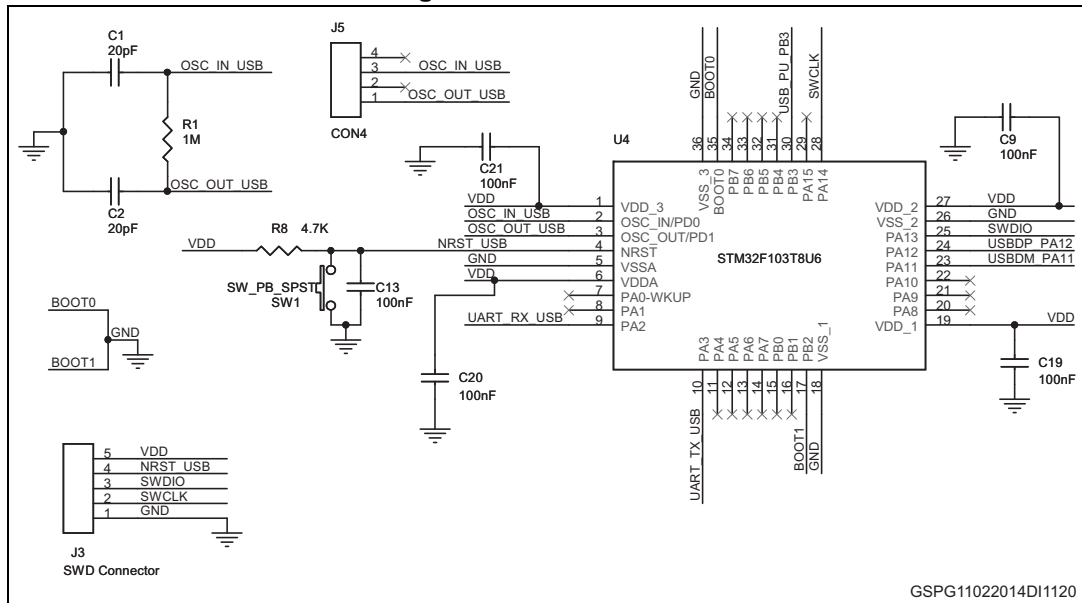 C1
20pF
OSC_IN_USB
R1
1M
OSC_OUT_USB
C2
20pF
J5
4
3 OSC_IN_USB
2
1 OSC_OUT_USB
CON4
C21
100nF
U4
GND
BOOT0
USB_PU_PB3
SWCLK
36 35 34 33 32 31 30 29 28
VSS_3
BOOT0
PB7
PB6
PB5
PB4
PB3
PA15
PA14
C9
100nF
VDD 1 VDD_3
OSC_IN_USB 2 OSC_IN/PD0
OSC_OUT_USB 3 OSC_OUT/PD1
NRST_USB 4 NRST
GND 5 VSSA
VDD 6 VDDA
7 PA0-WKUP
8 PA1
UART_RX_USB 9 PA2
STM32F103T8U6
VDD_2 27 VDD
VSS_2 26 GND
PA13 25 SWDIO
PA12 24 USBDP_PA12
PA11 23 USBDM_PA11
PA10 22
PA9 21
PA8 20
VDD_1 19 VDD
PA3
PA4
PA5
PA6
PA7
PB0
PB1
PB2
VSS_1
10 11 12 13 14 15 16 17 18
UART_TX_USB
BOOT1
GND
C19
100nF
VDD
R8 4.7K
SW_PB_SPST
SW1
C13
100nF
C20
100nF
BOOT0
GND
BOOT1
5 VDD
4 NRST_USB
3 SWDIO
2 SWCLK
1 GND
J3
SWD Connector
GSPG11022014DI1120